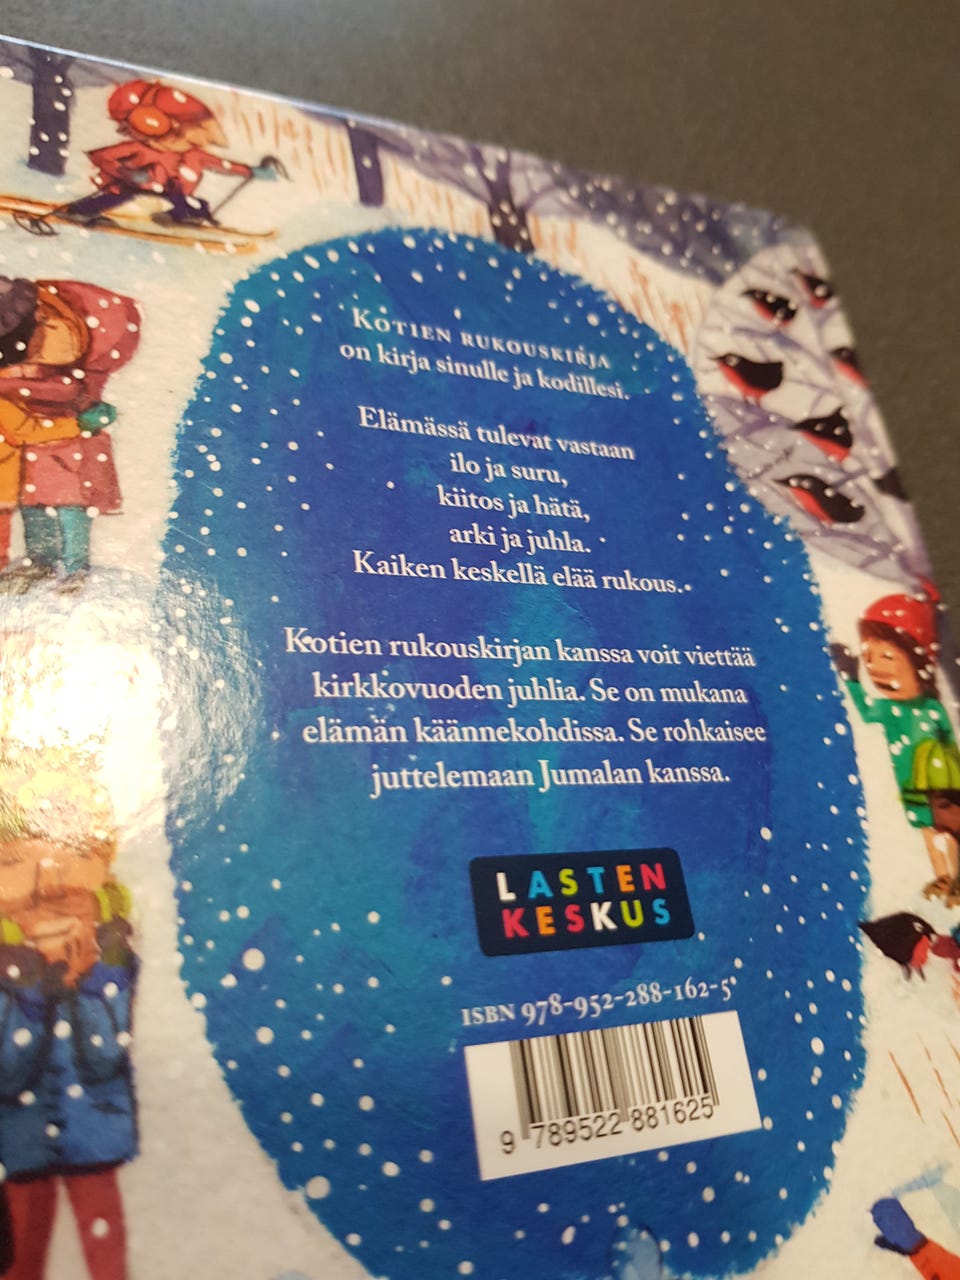 KOTIEN RUKOUSKIRJA
on kirja sinulle ja kodillesi.
Elämässä tulevat vastaan
ilo ja suru,
kiitos ja hätä,
arki ja juhla.
Kaiken keskellä elää rukous.
Kotien rukouskirjan kanssa voit viettää
kirkkovuoden juhlia. Se on mukana
elämän käännekohdissa. Se rohkaisee
juttelemaan Jumalan kanssa.
LASTEN
KESKUS
ISBN 978-952-288-162-5
9 789522 881625